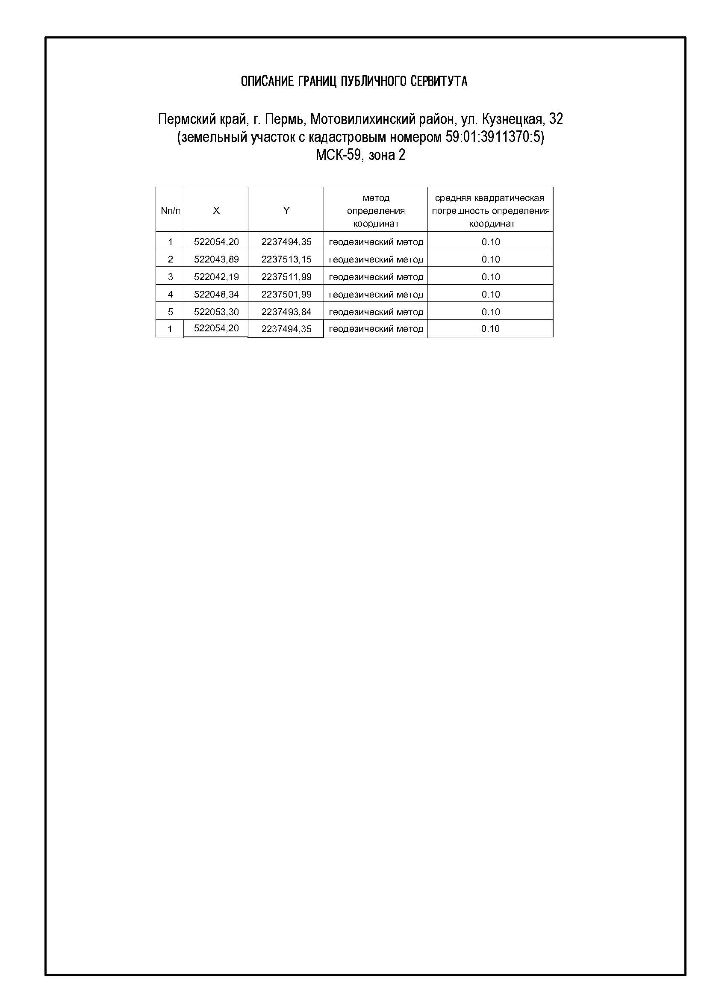 ОПИСАНИЕ ГРАНИЦ ПУБЛИЧНОГО СЕРВИТУТА
Пермский край, г. Пермь, Мотовилихинский район, ул. Кузнецкая, 32
(земельный участок с кадастровым номером 59:01:3911370:5)
МСК-59, зона 2
Nп/п X Y метод определения координат средняя квадратическая погрешность определения координат
1 522054,20 2237494,35 геодезический метод 0.10
2 522043,89 2237513,15 геодезический метод 0.10
3 522042,19 2237511,99 геодезический метод 0.10
4 522048,34 2237501,99 геодезический метод 0.10
5 522053,30 2237493,84 геодезический метод 0.10
1 522054,20 2237494,35 геодезический метод 0.10